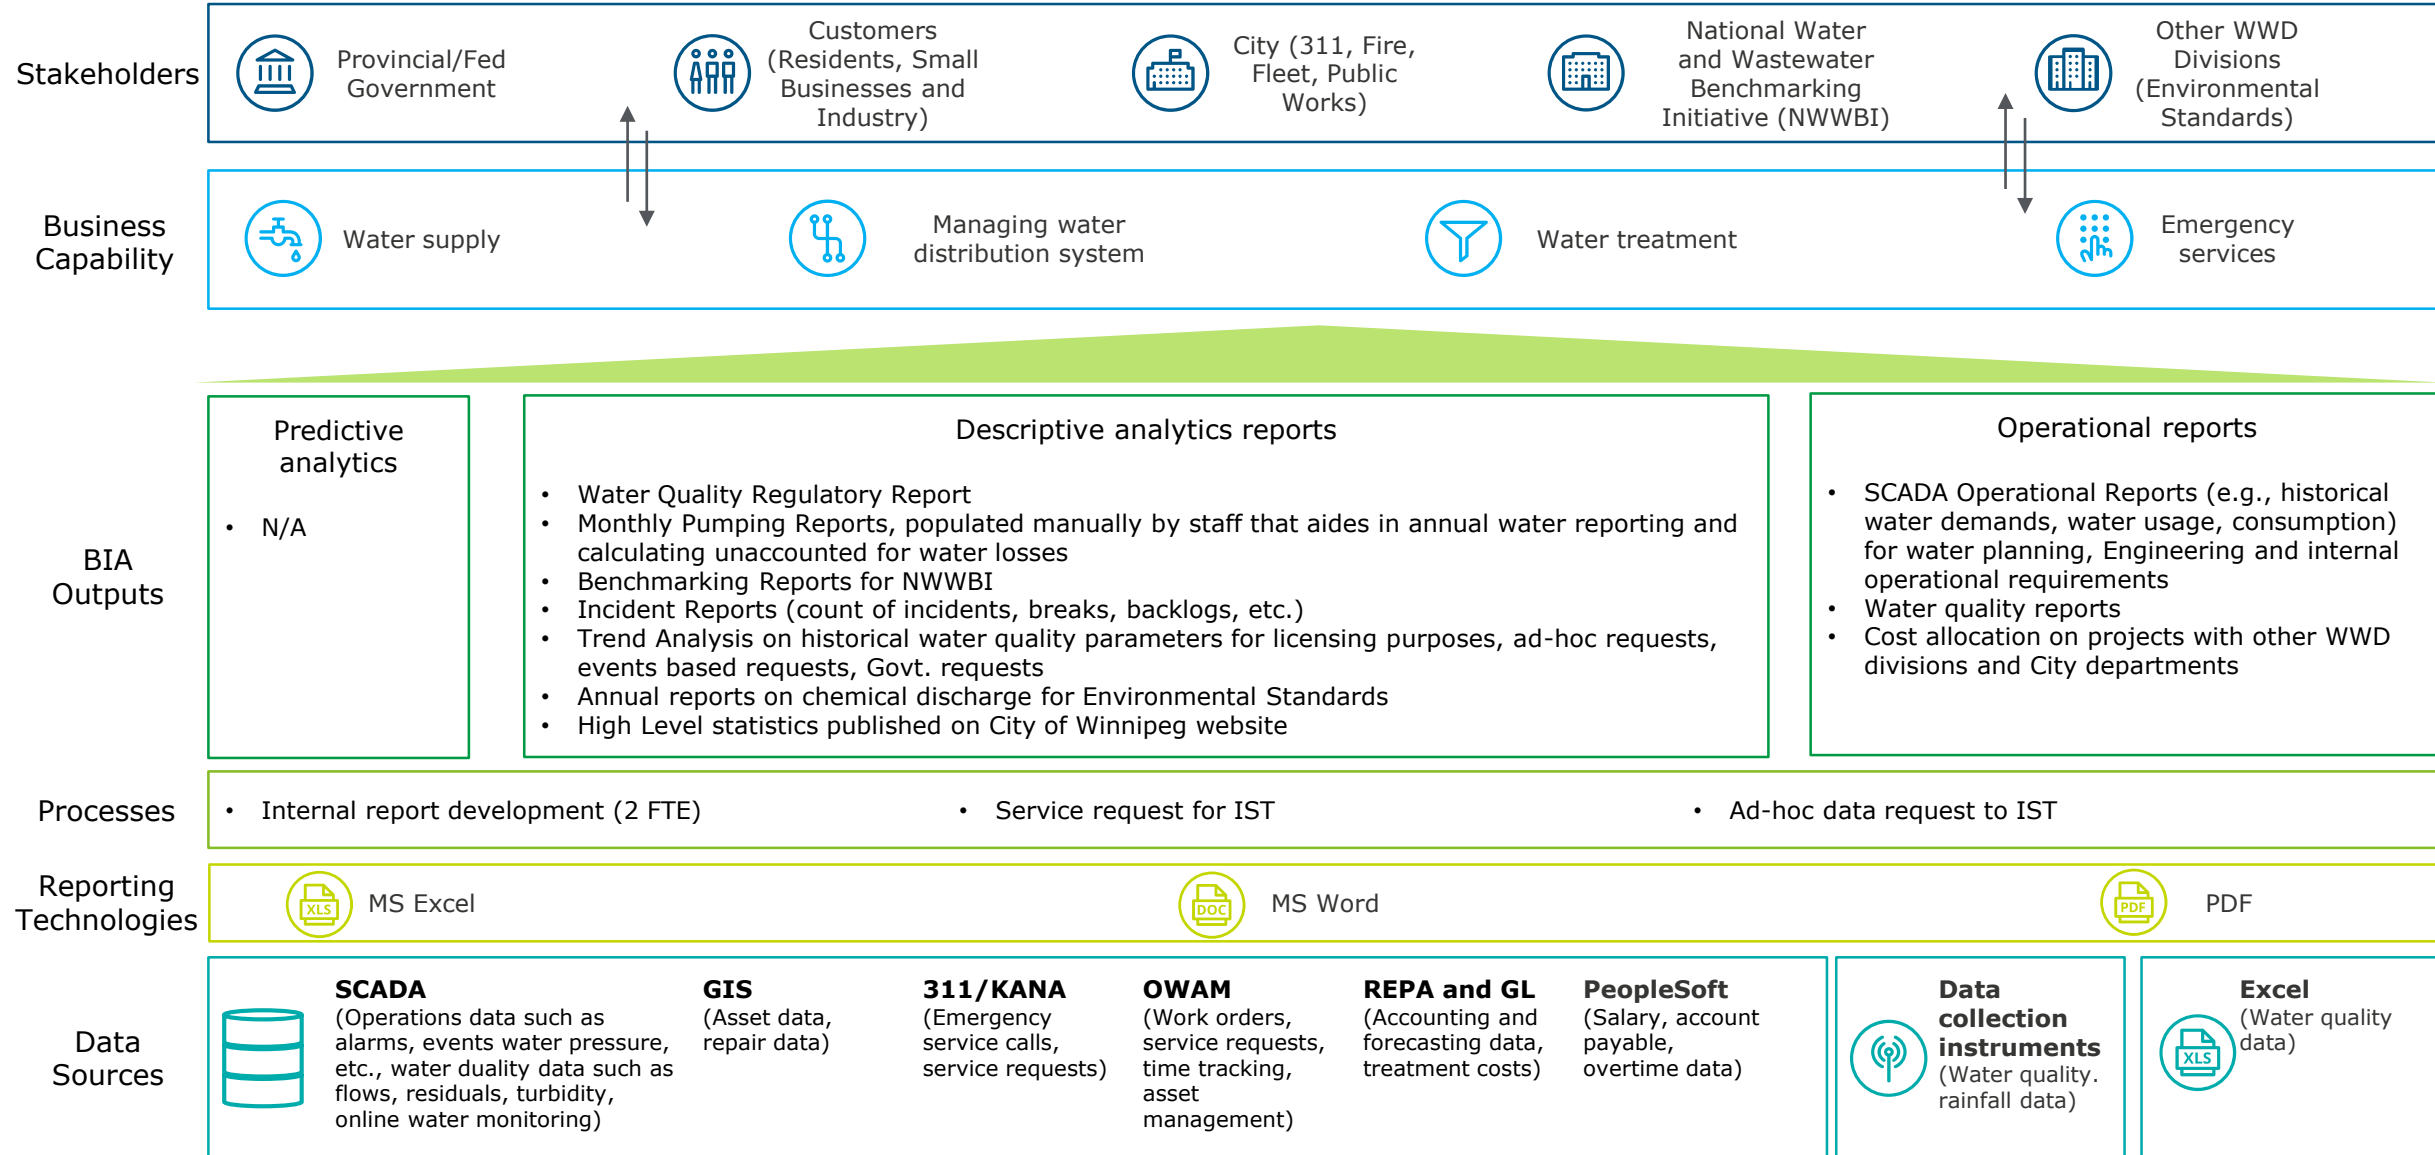 Stakeholders
Provincial/Fed
Government
Customers
(Residents, Small
Businesses and
Industry)
City (311, Fire,
Fleet, Public
Works)
National Water
and Wastewater
Benchmarking
Initiative (NWWBI)
Other WWD
Divisions
(Environmental
Standards)
Business
Capability
Water supply
Managing water
distribution system
Water treatment
Emergency
services
BIA
Outputs
Predictive
analytics
• N/A
Descriptive analytics reports
• Water Quality Regulatory Report
• Monthly Pumping Reports, populated manually by staff that aides in annual water reporting and
calculating unaccounted for water losses
• Benchmarking Reports for NWWBI
• Incident Reports (count of incidents, breaks, backlogs, etc.)
• Trend Analysis on historical water quality parameters for licensing purposes, ad-hoc requests,
events based requests, Govt. requests
• Annual reports on chemical discharge for Environmental Standards
• High Level statistics published on City of Winnipeg website
Operational reports
• SCADA Operational Reports (e.g., historical
water demands, water usage, consumption)
for water planning, Engineering and internal
operational requirements
• Water quality reports
• Cost allocation on projects with other WWD
divisions and City departments
Processes
• Internal report development (2 FTE)
• Service request for IST
• Ad-hoc data request to IST
Reporting
Technologies
XLS
MS Excel
DOC
MS Word
PDF
PDF
Data
Sources
SCADA
(Operations data such as
alarms, events water pressure,
etc., water duality data such as
flows, residuals, turbidity,
online water monitoring)
GIS
(Asset data,
repair data)
311/KANA
(Emergency
service calls,
service requests)
OWAM
(Work orders,
service requests,
time tracking,
asset
management)
REPA and GL
(Accounting and
forecasting data,
treatment costs)
PeopleSoft
(Salary, account
payable,
overtime data)
Data
collection
instruments
(Water quality.
rainfall data)
XLS
Excel
(Water quality
data)